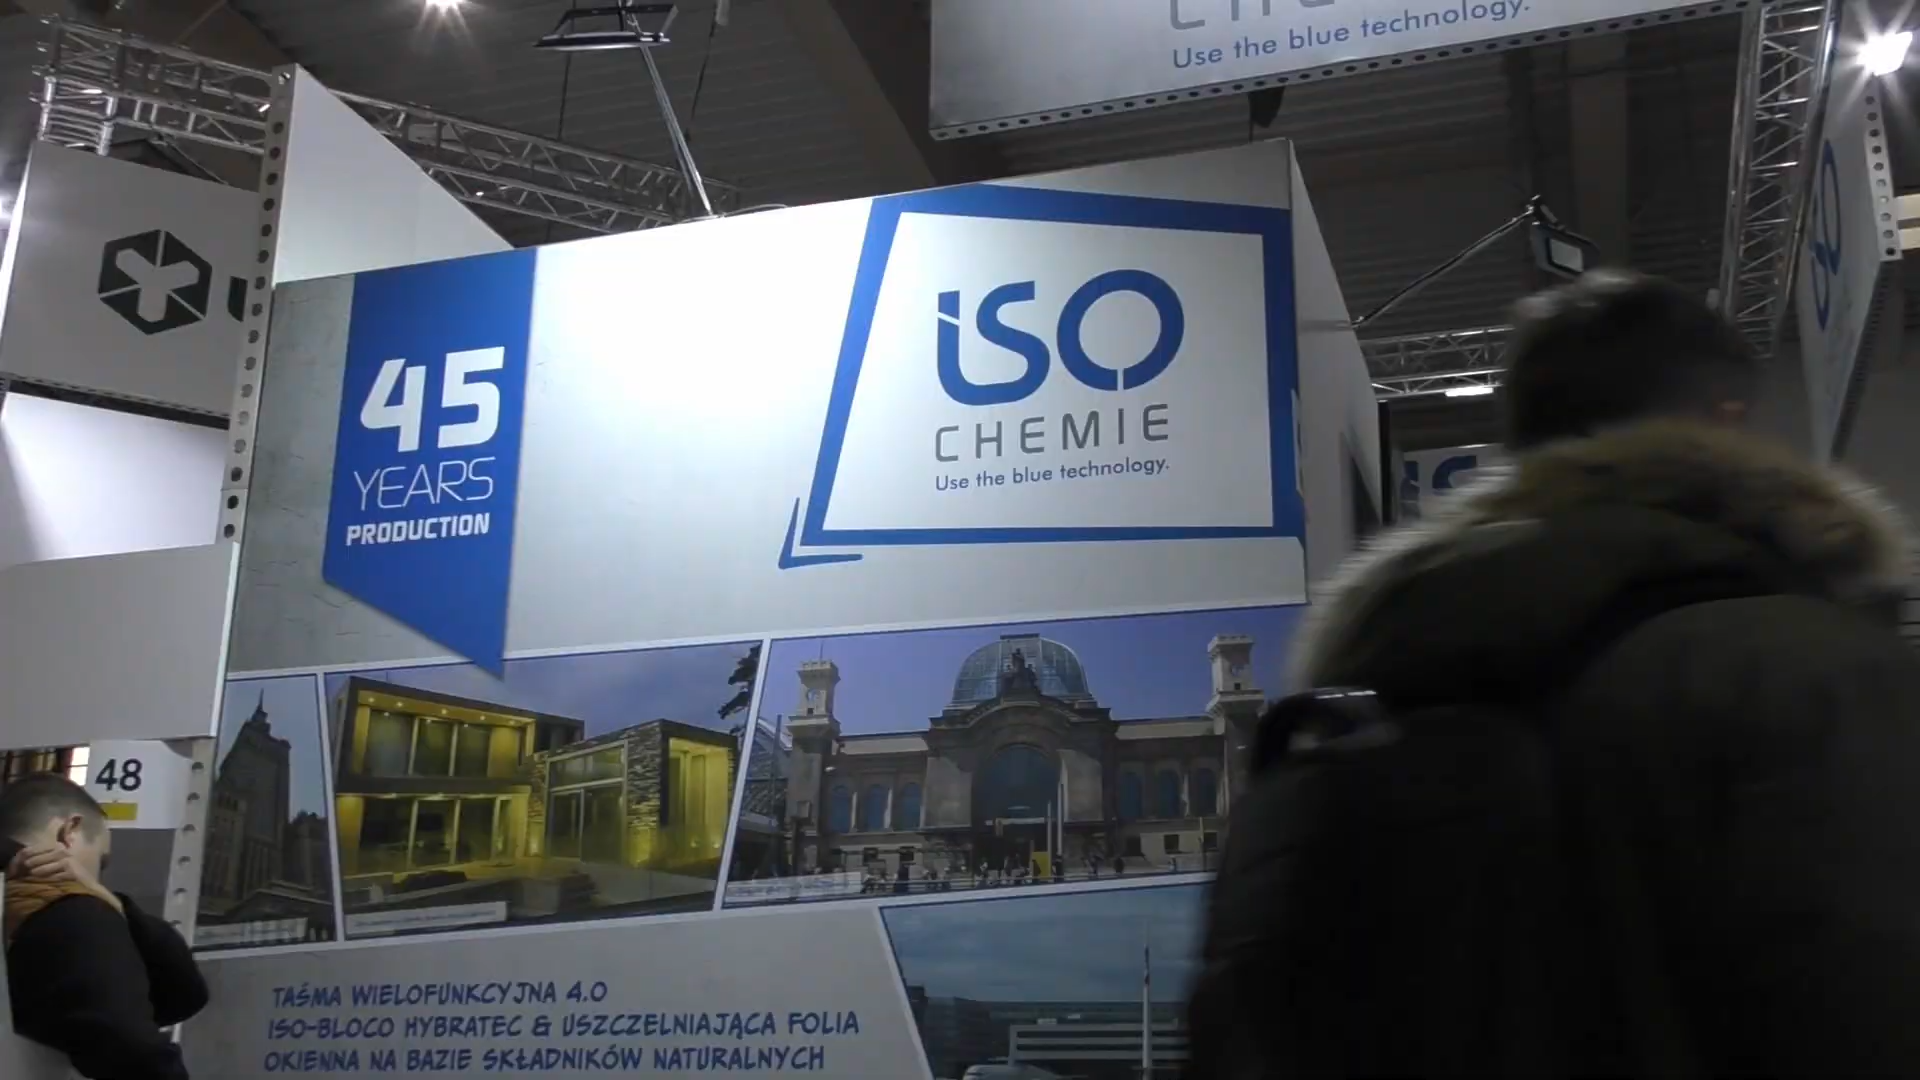 Use the blue technology.
45
YEARS
PRODUCTION
iSO
CHEMIE
Use the blue technology.
48
TAŚMA WIELOFUNKCYJNA 4.0
ISO-BLOCO HYBRATEC & USZCZELNIAJĄCA FOLIA
OKIENNA NA BAZIE SKŁADNIKÓW NATURALNYCH